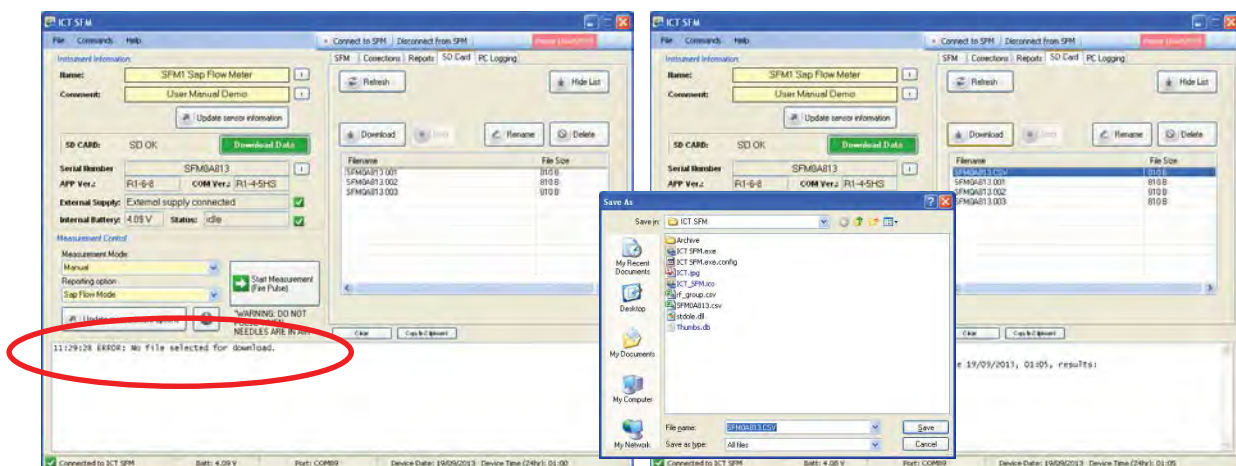 ICT SFM
File Commands Help
Connect to SFM Disconnect from SFM
Instrument Information
Name: SFM1 Sap Flow Meter
Comment: User Manual Demo
Update sensor information
SD CARD: SD OK Download Data
Serial Number SFM0A813
APP Ver.: R1-6-8 COM Ver.: R1-4-5HS
External Supply: External supply connected
Internal Battery: 4.09 V Status: idle
Measurement Control
Measurement Mode
Manual
Reporting option
Sap Flow Mode
Start Measurement
(Fire Pulse)
"WARNING: DO NOT
NEEDLES ARE IN AIR
SFM Corrections Reports SD Card PC Logging
Refresh Hide List
Download Rename Delete
Filename File Size
SFM0A813.001 810 B
SFM0A813.002 810 B
SFM0A813.003 910 B
Clear Copy to Clipboard
11:29:28 ERROR: No file selected for download.
Connected to ICT SFM Batt: 4.09 V Port: COM89 Device Date: 19/09/2013 Device Time (24hr): 01:00
ICT SFM
File Commands Help
Connect to SFM Disconnect from SFM
Instrument Information
Name: SFM1 Sap Flow Meter
Comment: User Manual Demo
Update sensor information
SD CARD: SD OK Download Data
Serial Number SFM0A813
APP Ver.: R1-6-8 COM Ver.: R1-4-5HS
SFM Corrections Reports SD Card PC Logging
Refresh Hide List
Download Rename Delete
Filename File Size
SFM0A813.CSV 910 B
SFM0A813.001 810 B
SFM0A813.002 810 B
SFM0A813.003 910 B
Save As
Save in: ICT SFM
My Recent
Documents
Desktop
My Documents
My Computer
My Network
Archive
ICT SFM.exe
ICT SFM.exe.config
ICT.jpg
ICT_SFM.ico
rf_group.csv
SFM0A813.csv
stdole.dll
Thumbs.db
File name: SFM0A813.CSV Save
Save as type: All files Cancel
Clear Copy to Clipboard
19/09/2013, 01:05, results:
Connected to ICT SFM Batt: 4.08 V Port: COM89 Device Date: 19/09/2013 Device Time (24hr): 01:05